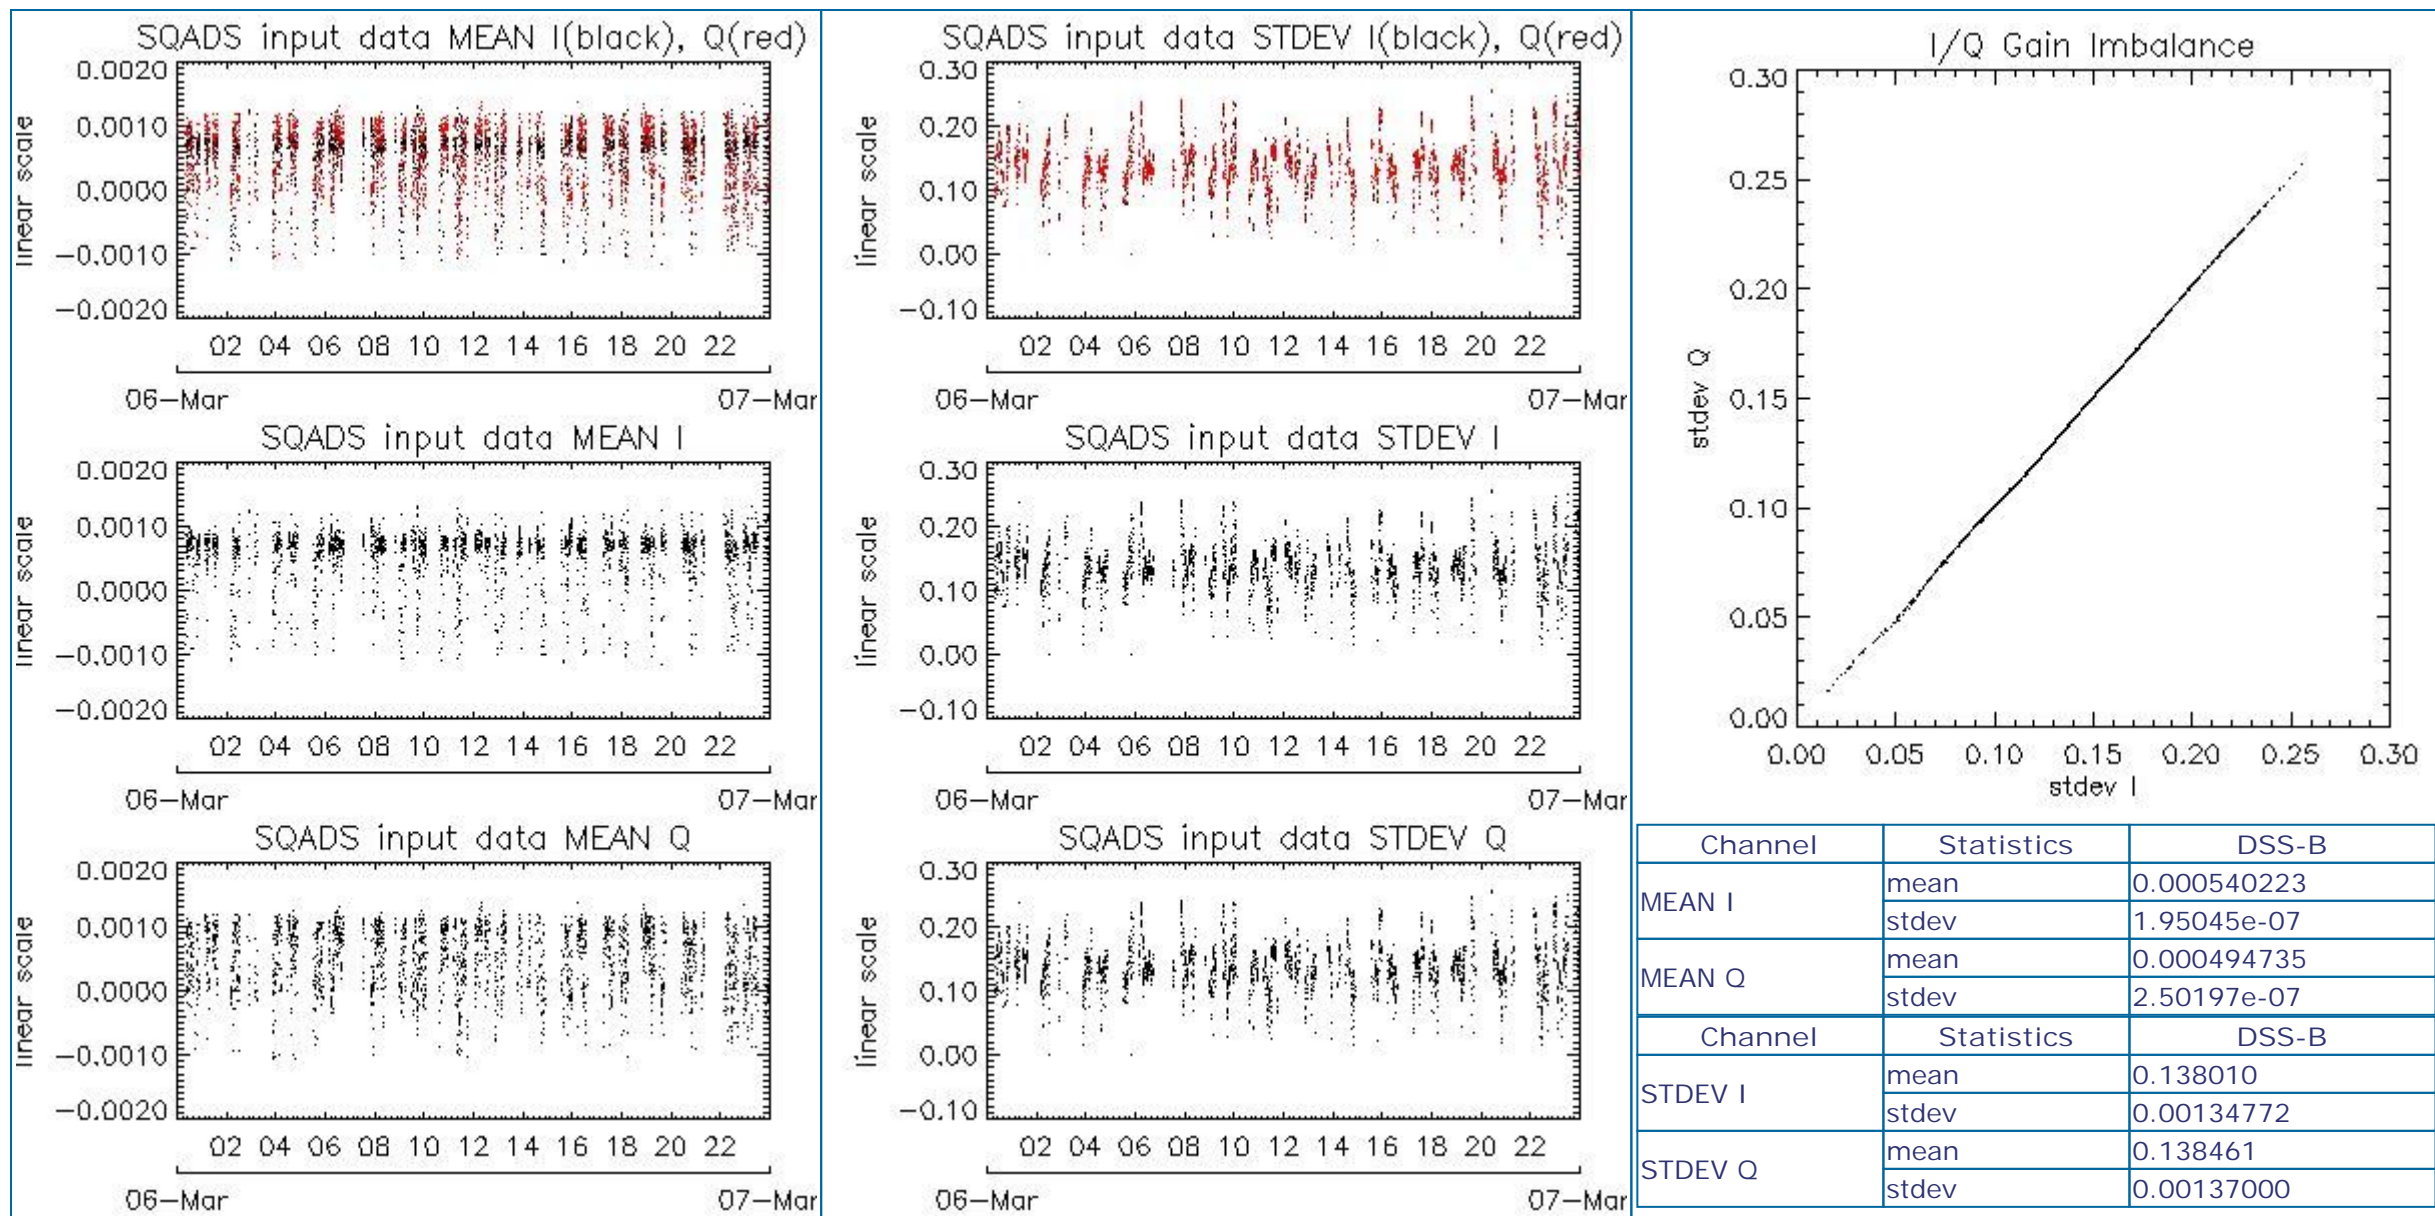 SQADS input data MEAN I(black), Q(red)
linear scale
0.0020
0.0010
0.0000
−0.0010
−0.0020
02 04 06 08 10 12 14 16 18 20 22
06−Mar 07−Mar
SQADS input data MEAN I
linear scale
0.0020
0.0010
0.0000
−0.0010
−0.0020
02 04 06 08 10 12 14 16 18 20 22
06−Mar 07−Mar
SQADS input data MEAN Q
linear scale
0.0020
0.0010
0.0000
−0.0010
−0.0020
02 04 06 08 10 12 14 16 18 20 22
06−Mar 07−Mar
SQADS input data STDEV I(black), Q(red)
linear scale
0.30
0.20
0.10
0.00
−0.10
02 04 06 08 10 12 14 16 18 20 22
06−Mar 07−Mar
SQADS input data STDEV I
linear scale
0.30
0.20
0.10
0.00
−0.10
02 04 06 08 10 12 14 16 18 20 22
06−Mar 07−Mar
SQADS input data STDEV Q
linear scale
0.30
0.20
0.10
0.00
−0.10
02 04 06 08 10 12 14 16 18 20 22
06−Mar 07−Mar
I/Q Gain Imbalance
stdev Q
0.30
0.25
0.20
0.15
0.10
0.05
0.00
0.00 0.05 0.10 0.15 0.20 0.25 0.30
stdev I
Channel Statistics DSS-B
MEAN I
mean 0.000540223
stdev 1.95045e-07
MEAN Q
mean 0.000494735
stdev 2.50197e-07
Channel Statistics DSS-B
STDEV I
mean 0.138010
stdev 0.00134772
STDEV Q
mean 0.138461
stdev 0.00137000